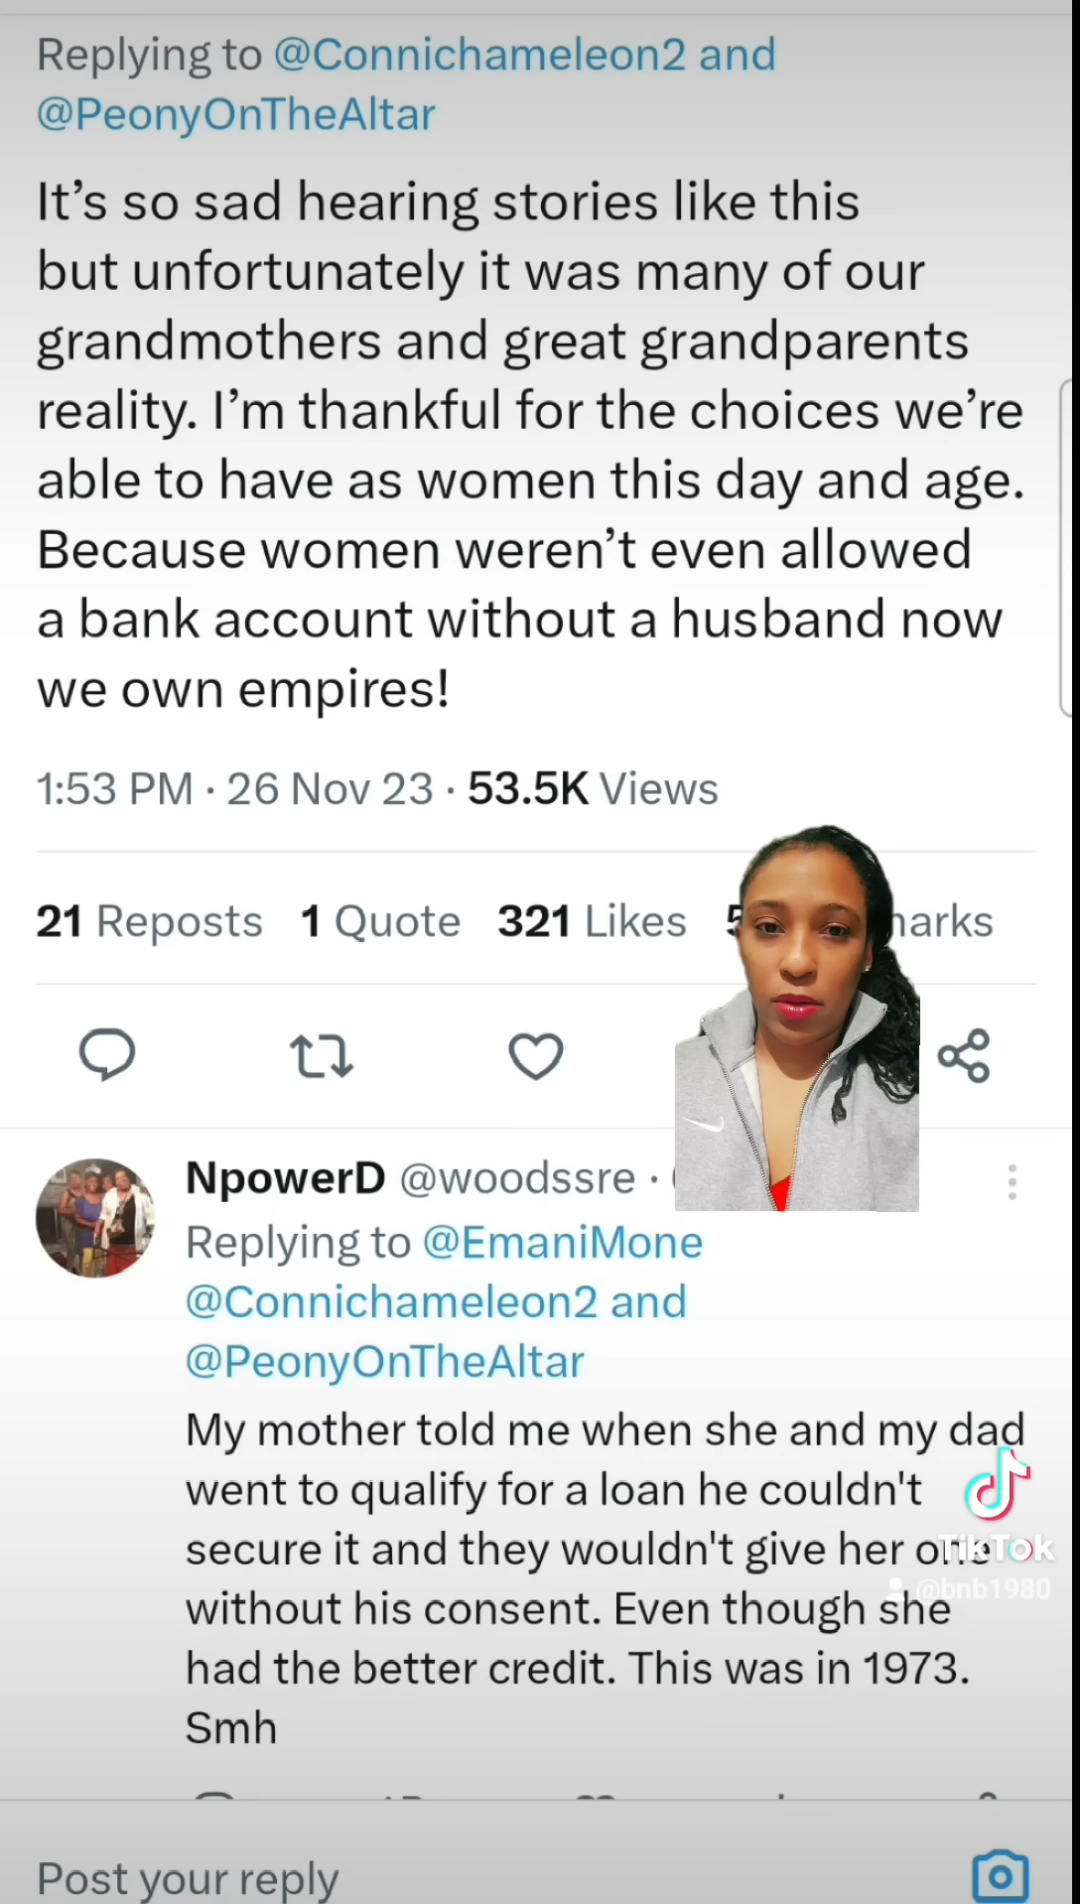 Replying to @Connichameleon2 and
@PeonyOnTheAltar
It’s so sad hearing stories like this
but unfortunately it was many of our
grandmothers and great grandparents
reality. I’m thankful for the choices we’re
able to have as women this day and age.
Because women weren’t even allowed
a bank account without a husband now
we own empires!
1:53 PM · 26 Nov 23 · 53.5K Views
21 Reposts 1 Quote 321 Likes
NpowerD @woodssre ·
Replying to @EmaniMone
@Connichameleon2 and
@PeonyOnTheAltar
My mother told me when she and my dad
went to qualify for a loan he couldn't
secure it and they wouldn't give her one
without his consent. Even though she
had the better credit. This was in 1973.
Smh
TikTok
@bnb1980
Post your reply